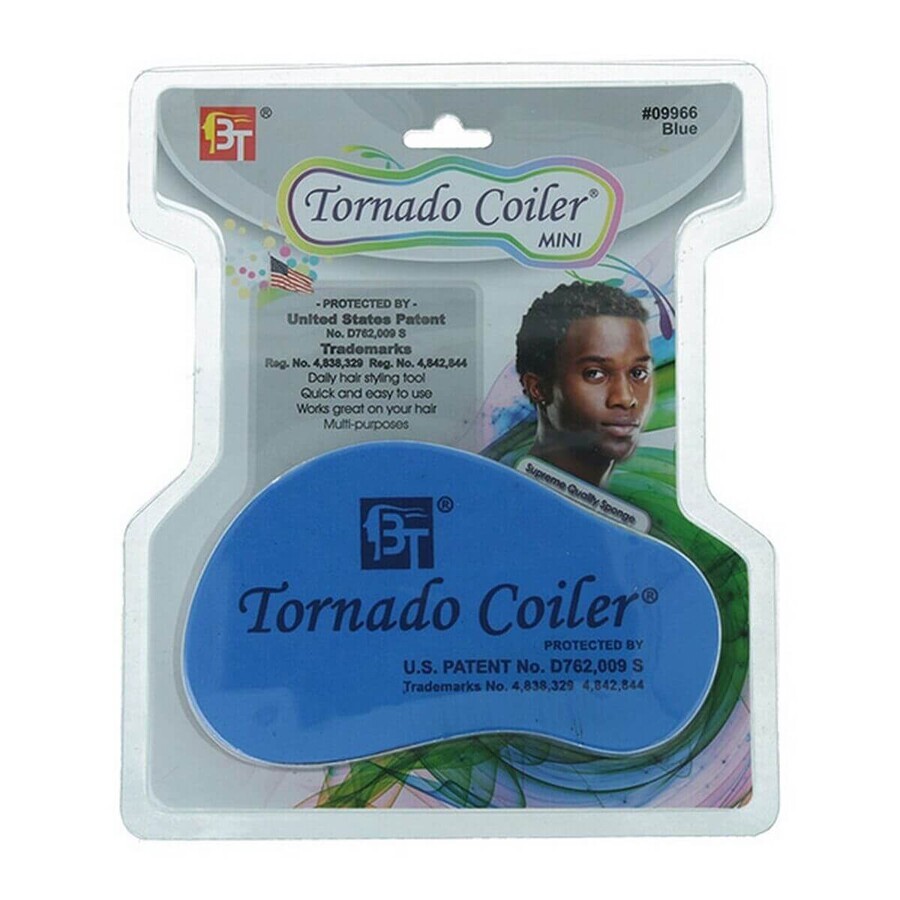 BT®
#09966
Blue
Tornado Coiler®
MINI
- PROTECTED BY -
United States Patent
No. D762,009 S
Trademarks
Reg. No. 4,838,329 Reg. No. 4,842,844
Daily hair styling tool
Quick and easy to use
Works great on your hair
Multi-purposes
Supreme Quality Sponge
BT®
Tornado Coiler®
PROTECTED BY
U.S. PATENT No. D762,009 S
Trademarks No. 4,838,329 4,842,844